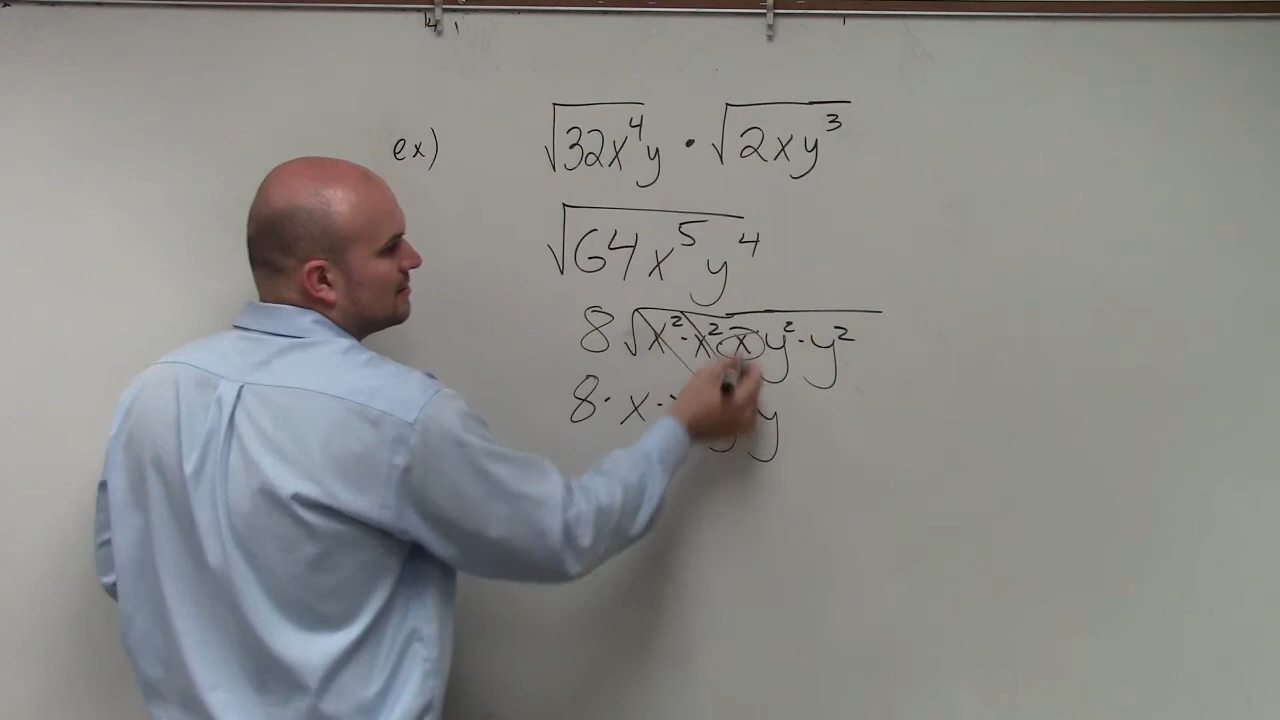 ex) √32x⁴y · √2xy³
√64x⁵y⁴
8√x²·x²·x y²·y²
8·x· y y